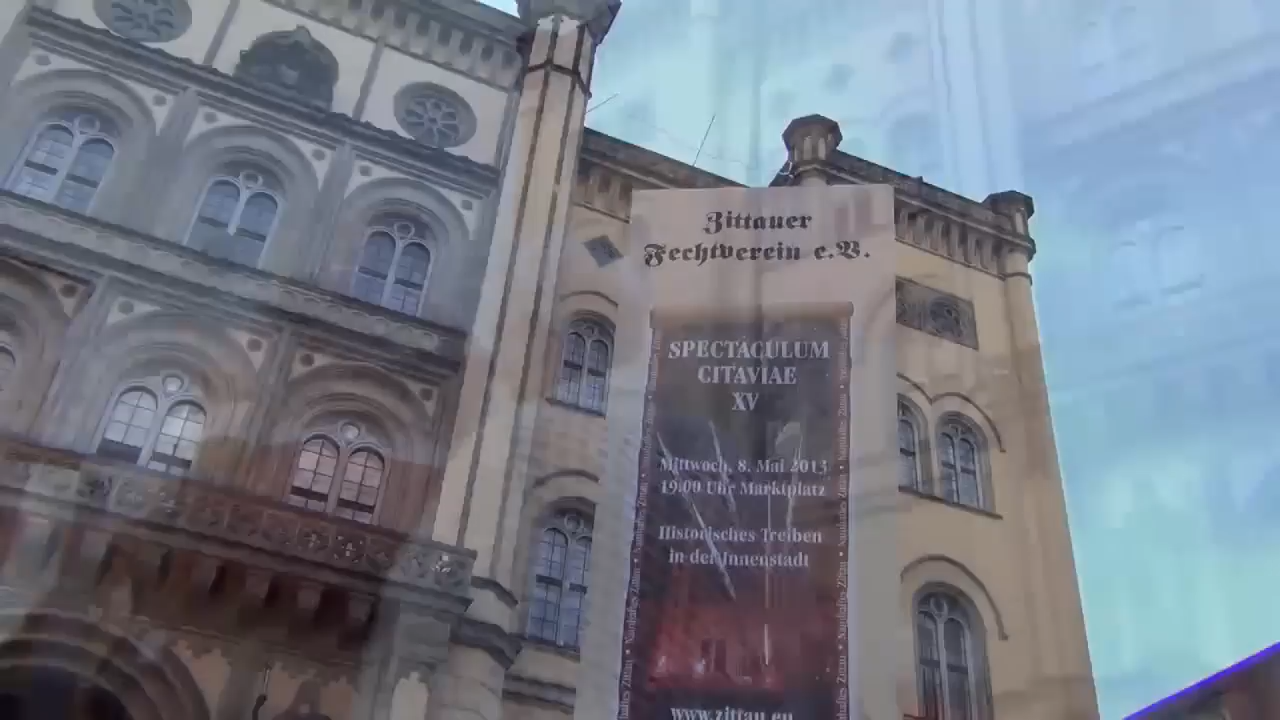 Zittauer
Fechtverein e.V.
SPECTACULUM
CITAVIAE
XV
Mittwoch, 8. Mai 2013
19:00 Uhr Marktplatz
Historisches Treiben
in der Innenstadt
www.zittau.eu